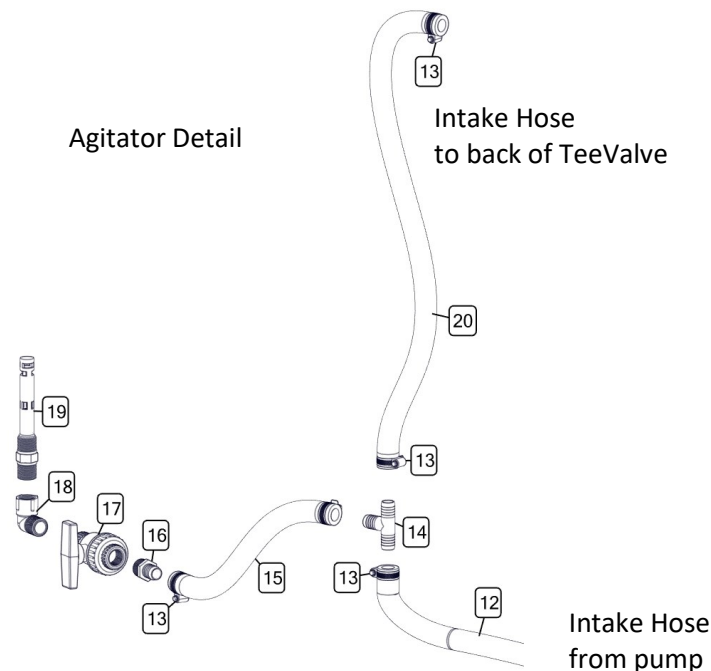 13
Agitator Detail
Intake Hose
to back of TeeValve
20
19
13
18
17
16
14
15
13
13
12
Intake Hose
from pump